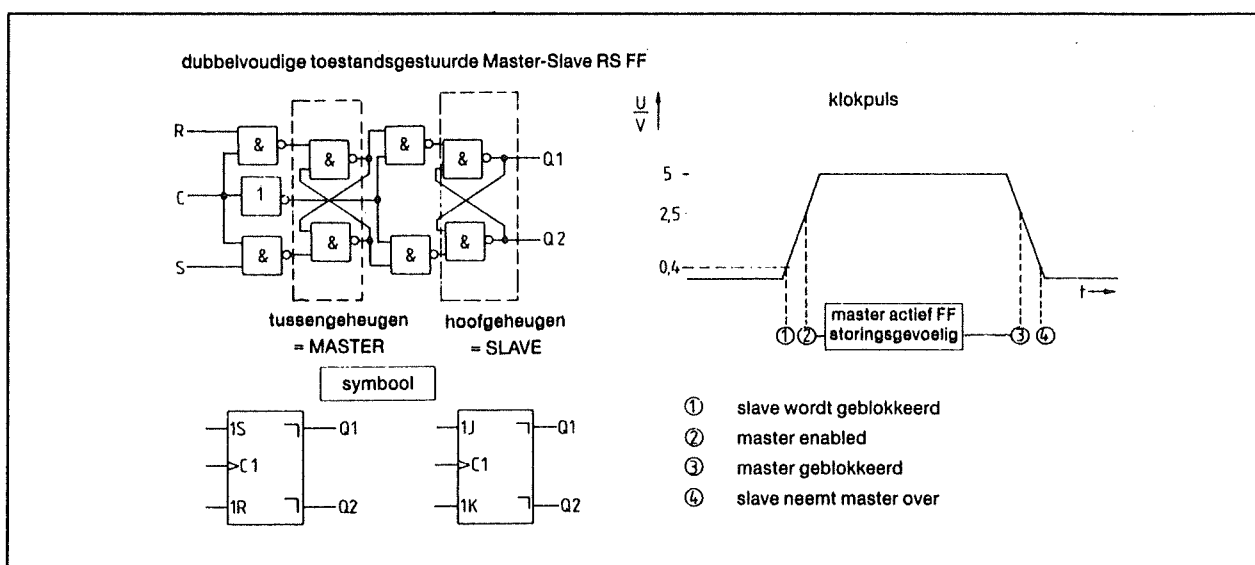 dubbelvoudige toestandsgestuurde Master-Slave RS FF
R
&
&
&
&
Q1
C
1
S
&
&
&
&
Q2
tussengeheugen
= MASTER
hoofgeheugen
= SLAVE
symbool
1S
Q1
C1
1R
Q2
1J
Q1
C1
1K
Q2
U
V
klokpuls
5
2,5
0,4
t
① ② master actief FF ③ ④
storingsgevoelig
① slave wordt geblokkeerd
② master enabled
③ master geblokkeerd
④ slave neemt master over